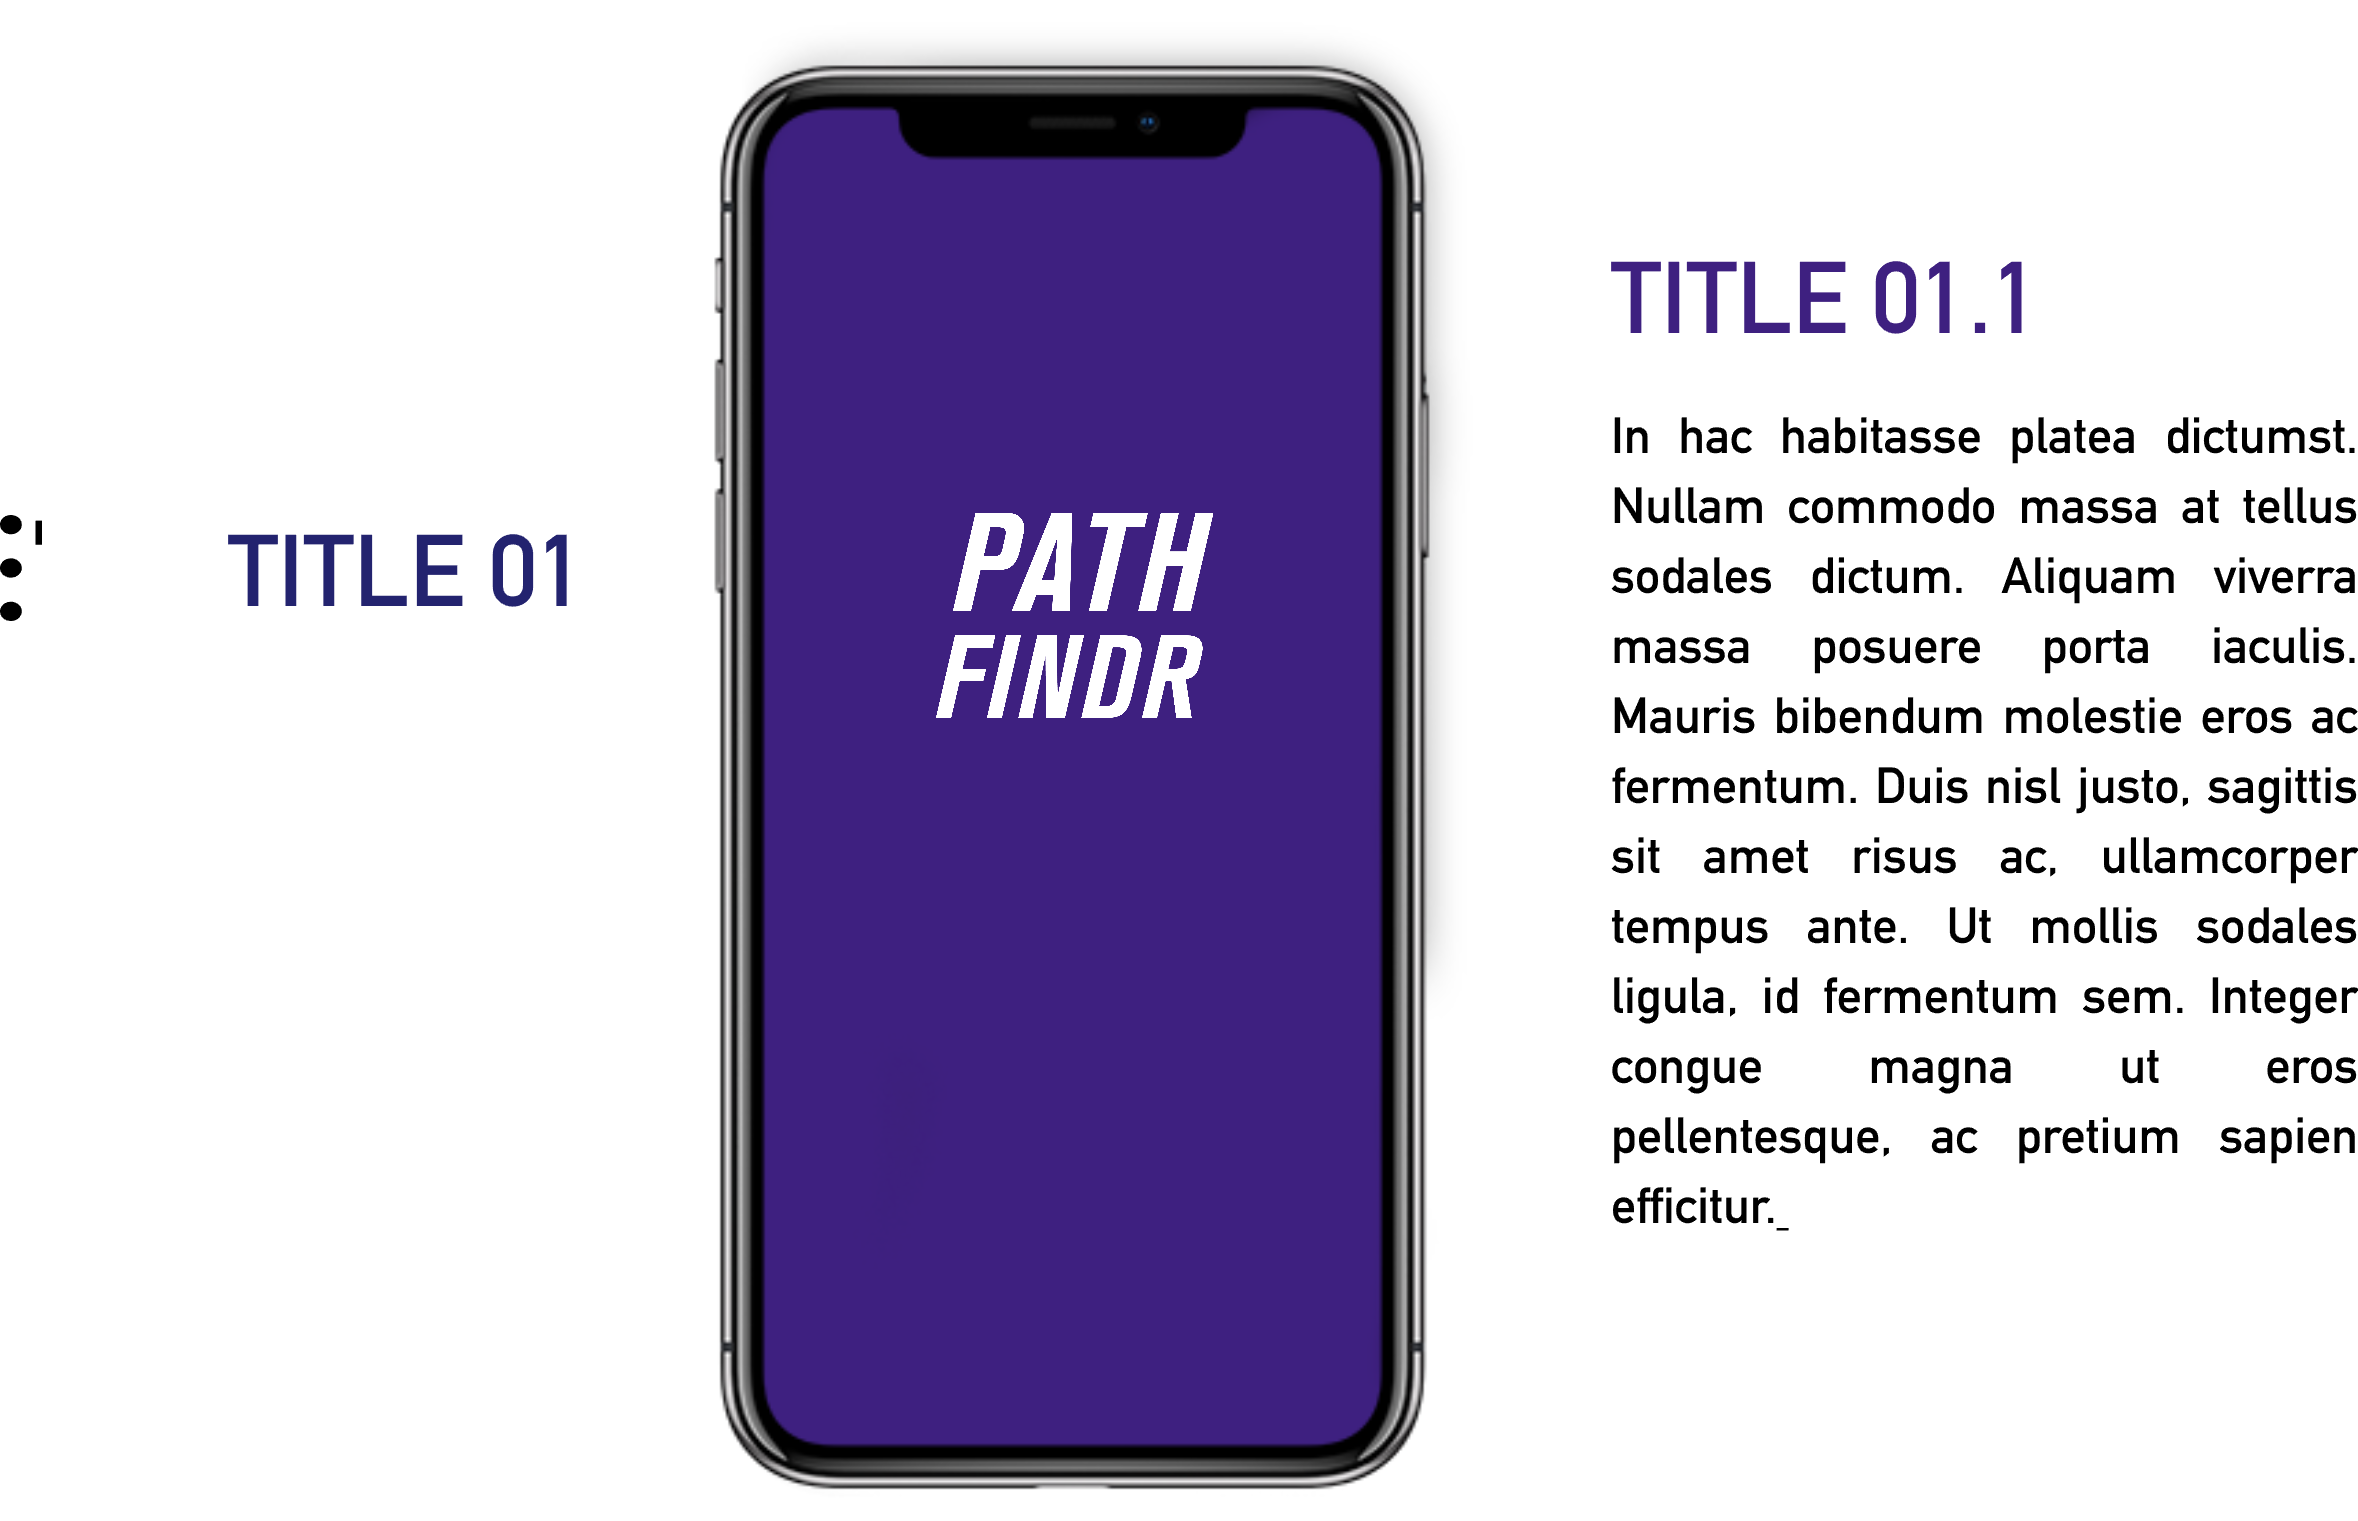 TITLE 01
PATH
FINDR
TITLE 01.1
In hac habitasse platea dictumst.
Nullam commodo massa at tellus
sodales dictum. Aliquam viverra
massa posuere porta iaculis.
Mauris bibendum molestie eros ac
fermentum. Duis nisl justo, sagittis
sit amet risus ac, ullamcorper
tempus ante. Ut mollis sodales
ligula, id fermentum sem. Integer
congue magna ut eros
pellentesque, ac pretium sapien
efficitur._